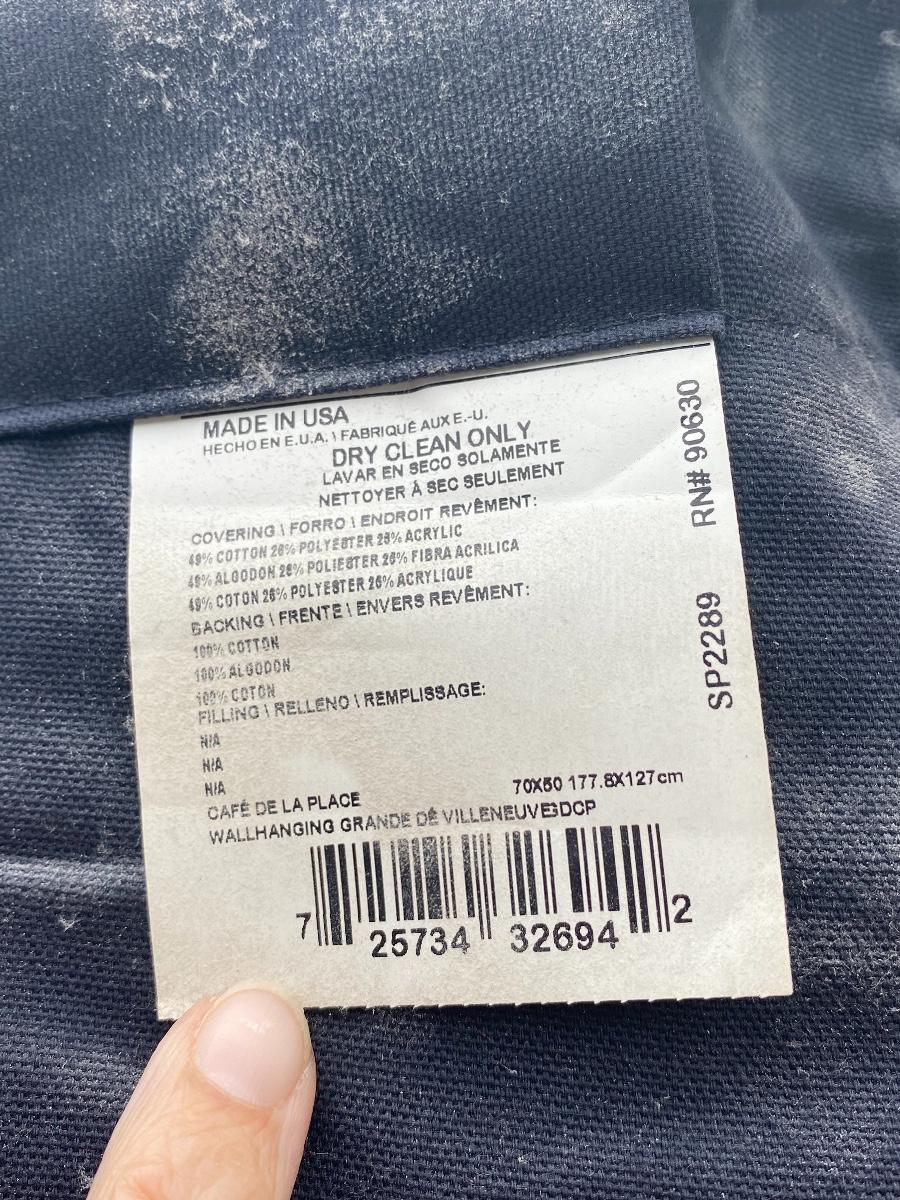 MADE IN USA
HECHO EN E.U.A. \ FABRIQUÉ AUX E.-U.
DRY CLEAN ONLY
LAVAR EN SECO SOLAMENTE
NETTOYER À SEC SEULEMENT
COVERING \ FORRO \ ENDROIT REVÊMENT:
49% COTTON 26% POLYESTER 25% ACRYLIC
49% ALGODON 26% POLIESTER 25% FIBRA ACRILICA
49% COTON 26% POLYESTER 25% ACRYLIQUE
BACKING \ FRENTE \ ENVERS REVÊMENT:
100% COTTON
100% ALGODON
100% COTON
FILLING \ RELLENO \ REMPLISSAGE:
N/A
N/A
N/A
70X50 177.8X127cm
CAFÉ DE LA PLACE
WALLHANGING GRANDE DÉ VILLENEUVE3DCP
7 25734 32694 2
RN# 90630
SP2289